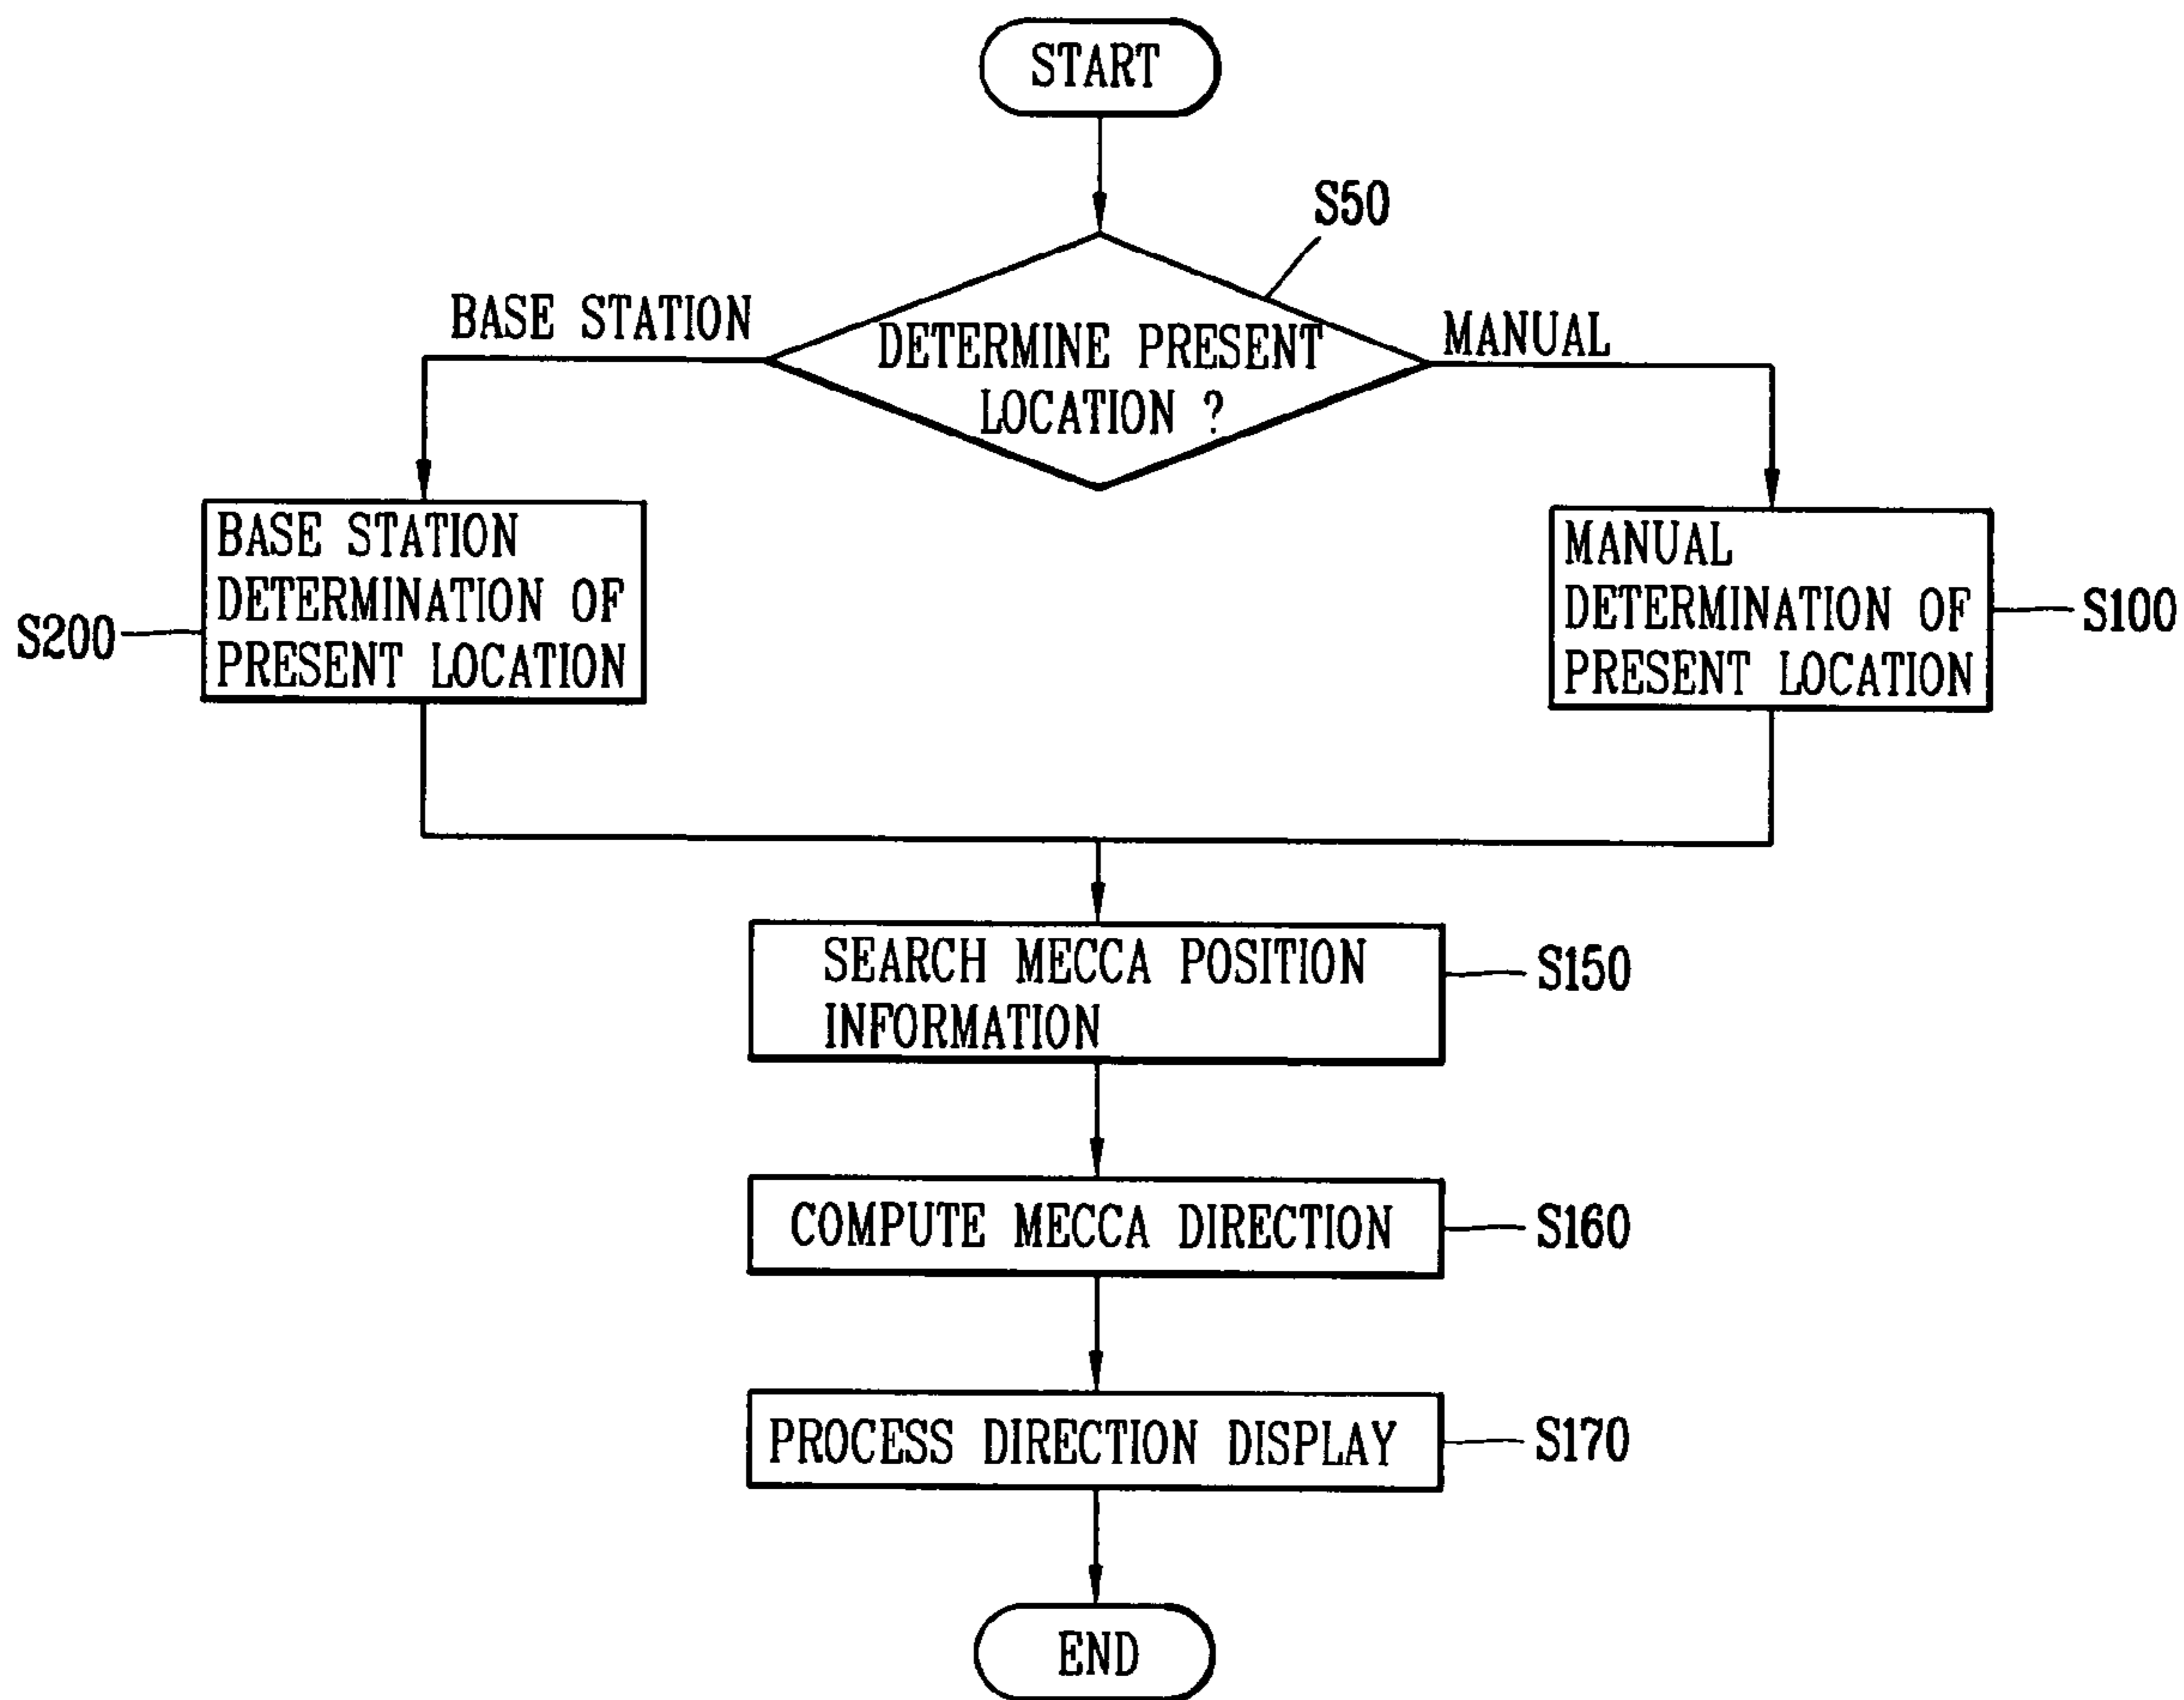 START
S50
BASE STATION
MANUAL
DETERMINE PRESENT
LOCATION ?
BASE STATION
DETERMINATION OF
PRESENT LOCATION
S200
MANUAL
DETERMINATION OF
PRESENT LOCATION
S100
SEARCH MECCA POSITION
INFORMATION
S150
COMPUTE MECCA DIRECTION
S160
PROCESS DIRECTION DISPLAY
S170
END